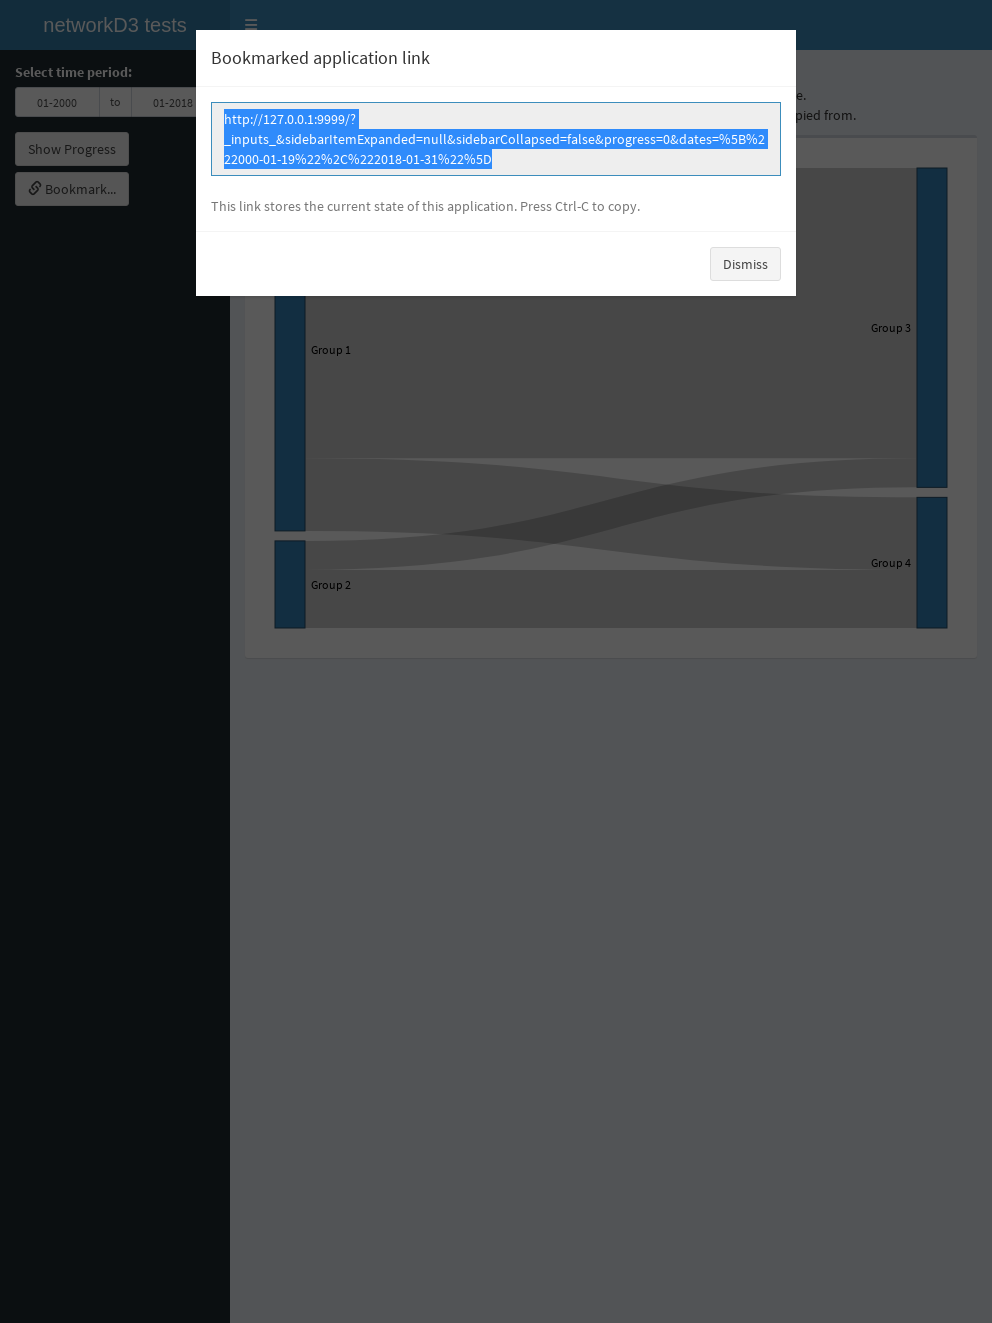 networkD3 tests
Bookmarked application link
Select time period:
01-2000 to 01-2018
Show Progress
Bookmark...
http://127.0.0.1:9999/?
_inputs_&sidebarItemExpanded=null&sidebarCollapsed=false&progress=0&dates=%5B%2
22000-01-19%22%2C%222018-01-31%22%5D
This link stores the current state of this application. Press Ctrl-C to copy.
Dismiss
from.
Group 1
Group 3
Group 2
Group 4